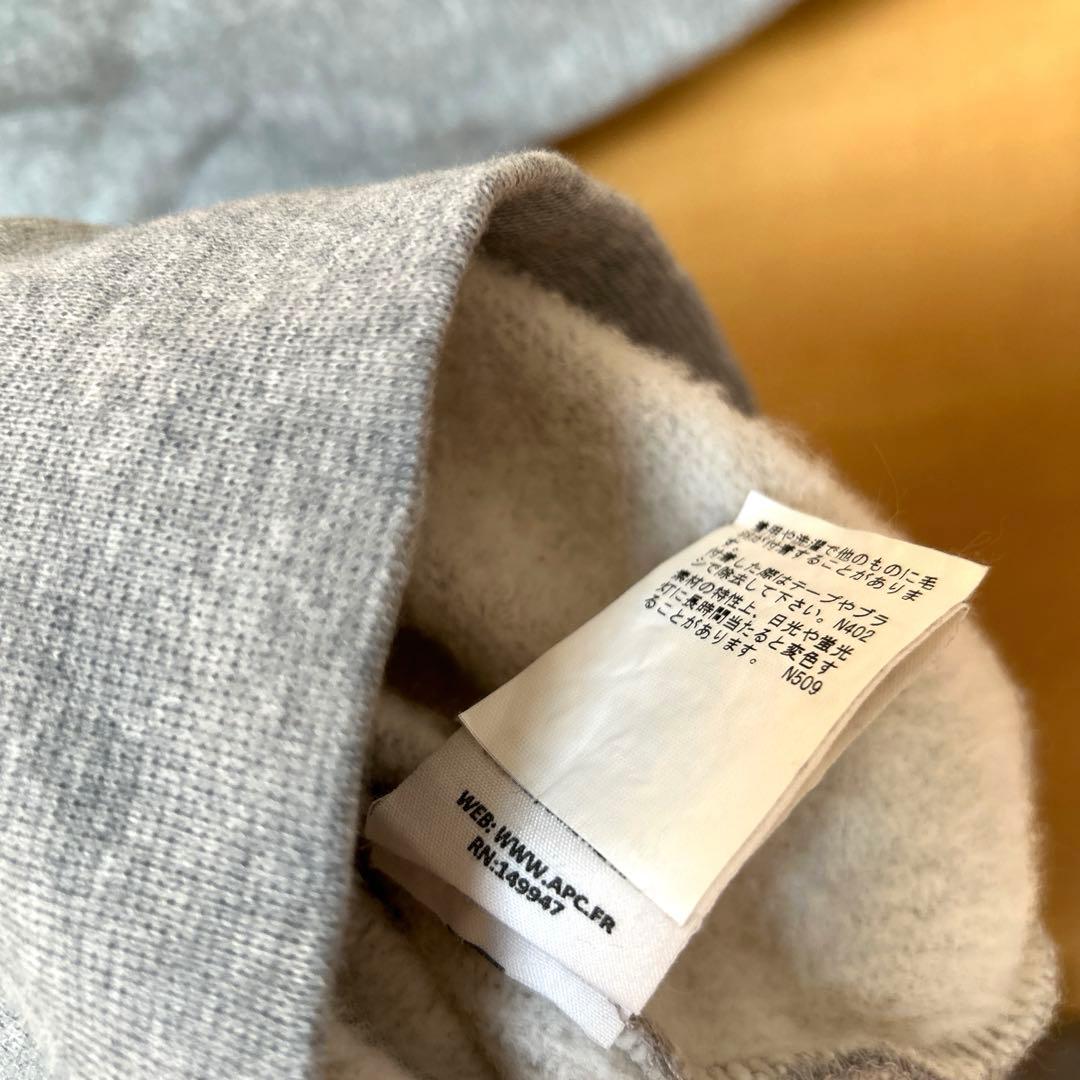 着用や洗濯で他のものに毛
羽が付着することがありま
す。付着した際はテープやブラ
シで除去して下さい。 N402
素材の特性上、日光や蛍光
灯に長時間当たると変色す
ることがあります。 N509
WEB: WWW.APC.FR
RN:149947